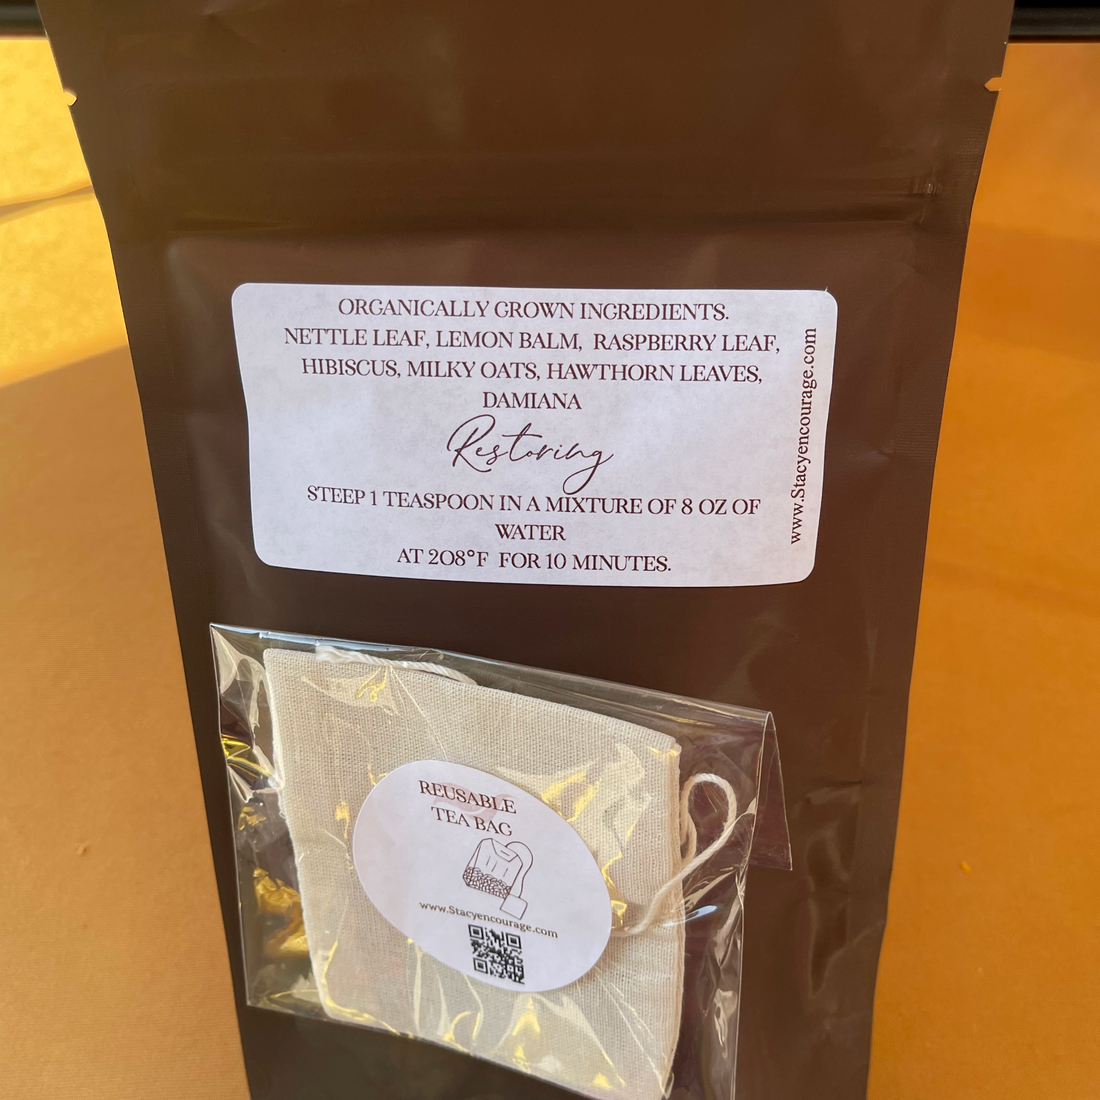 ORGANICALLY GROWN INGREDIENTS.
NETTLE LEAF, LEMON BALM, RASPBERRY LEAF,
HIBISCUS, MILKY OATS, HAWTHORN LEAVES,
DAMIANA
Restoring
STEEP 1 TEASPOON IN A MIXTURE OF 8 OZ OF
WATER
AT 208°F FOR 10 MINUTES.
www.Stacyencourage.com
REUSABLE
TEA BAG
www.Stacyencourage.com